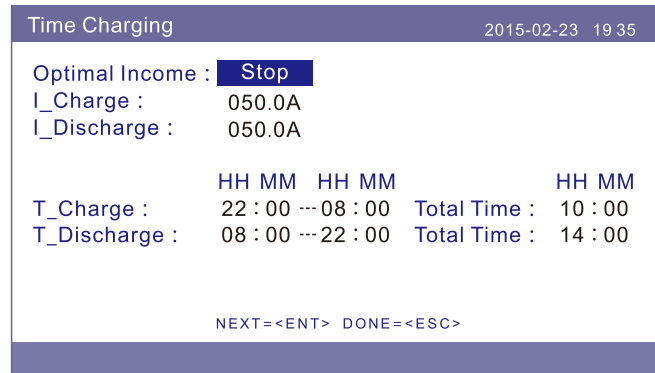 Time Charging 2015-02-23 19 35
Optimal Income : Stop
I_Charge : 050.0A
I_Discharge : 050.0A
HH MM HH MM HH MM
T_Charge : 22 : 00 --- 08 : 00 Total Time : 10 : 00
T_Discharge : 08 : 00 --- 22 : 00 Total Time : 14 : 00
NEXT=<ENT> DONE=<ESC>